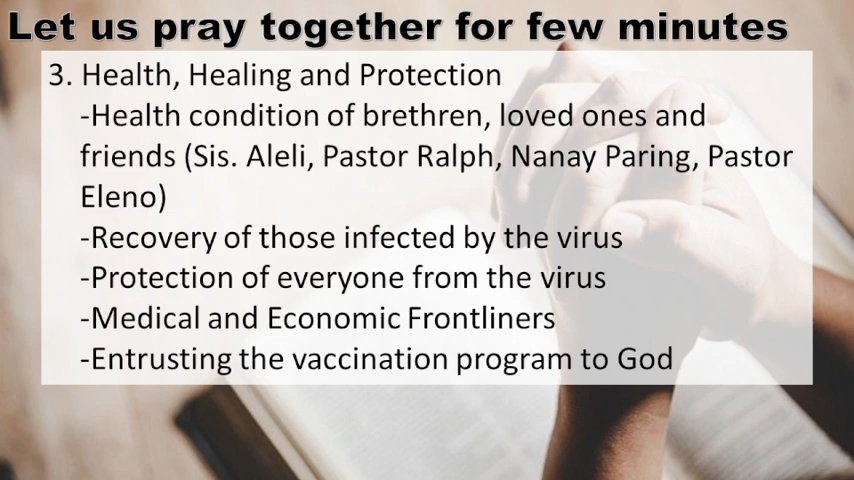 Let us pray together for few minutes
3. Health, Healing and Protection
-Health condition of brethren, loved ones and
friends (Sis. Aleli, Pastor Ralph, Nanay Paring, Pastor
Eleno)
-Recovery of those infected by the virus
-Protection of everyone from the virus
-Medical and Economic Frontliners
-Entrusting the vaccination program to God